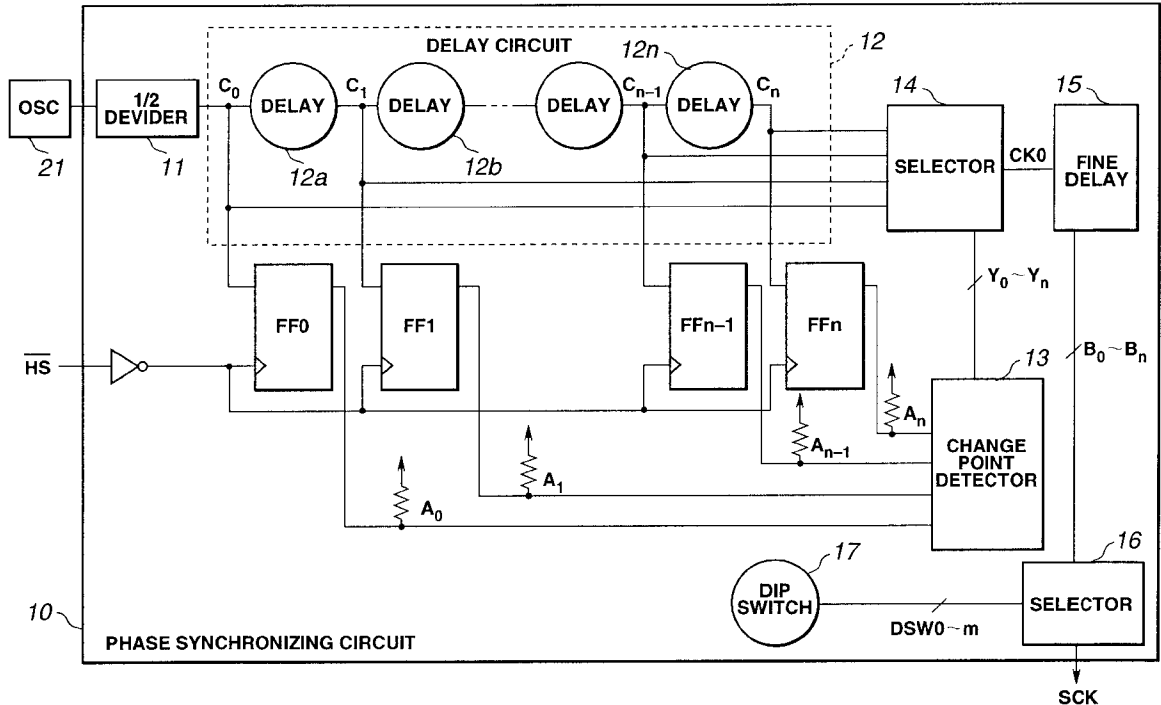 DELAY CIRCUIT
12n
12
C0
DELAY
C1
DELAY
DELAY
Cn–1
DELAY
Cn
OSC
21
1/2
DEVIDER
11
12a
12b
14
SELECTOR
CK0
15
FINE
DELAY
FF0
FF1
FFn–1
FFn
Y0~Yn
B0~Bn
HS
13
CHANGE
POINT
DETECTOR
An
An–1
A1
A0
17
DIP
SWITCH
DSW0~m
16
SELECTOR
10
PHASE SYNCHRONIZING CIRCUIT
SCK